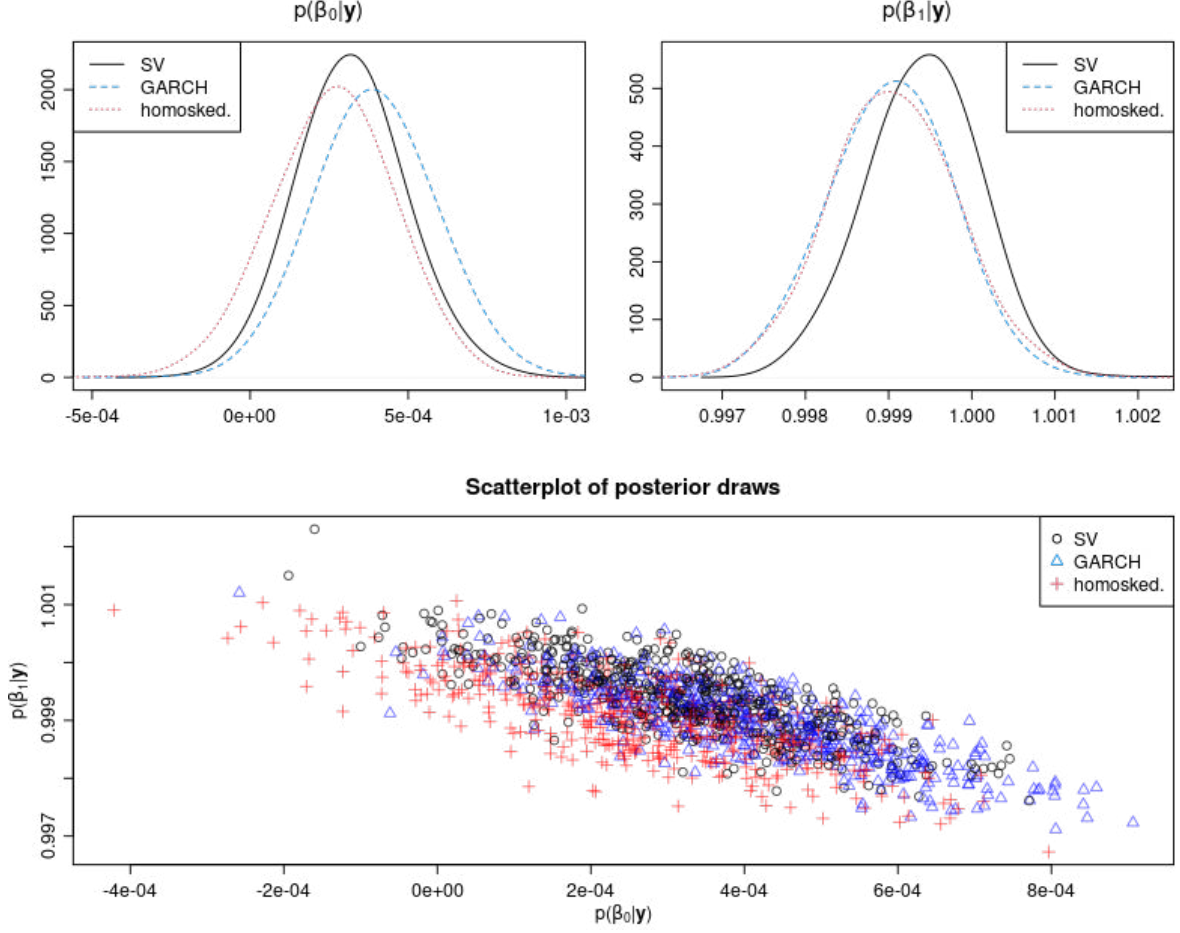 p(β₀|y)
SV
GARCH
homosked.
0
500
1000
1500
2000
-5e-04 0e+00 5e-04 1e-03
p(β₁|y)
SV
GARCH
homosked.
0
100
200
300
400
500
0.997 0.998 0.999 1.000 1.001 1.002
Scatterplot of posterior draws
p(β₁|y)
0.997
0.999
1.001
SV
GARCH
homosked.
-4e-04 -2e-04 0e+00 2e-04 4e-04 6e-04 8e-04
p(β₀|y)